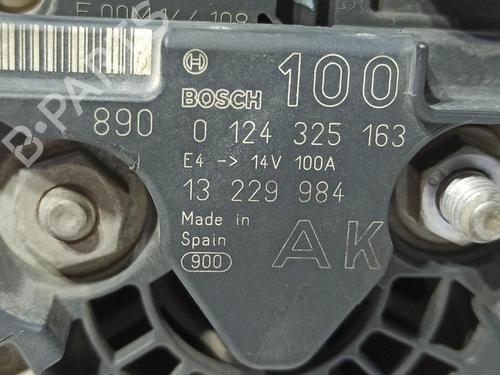 BOSCH 100
890 0 124 325 163
E4 -> 14V 100A
13 229 984
Made in
Spain
AK
900
B-PARTS